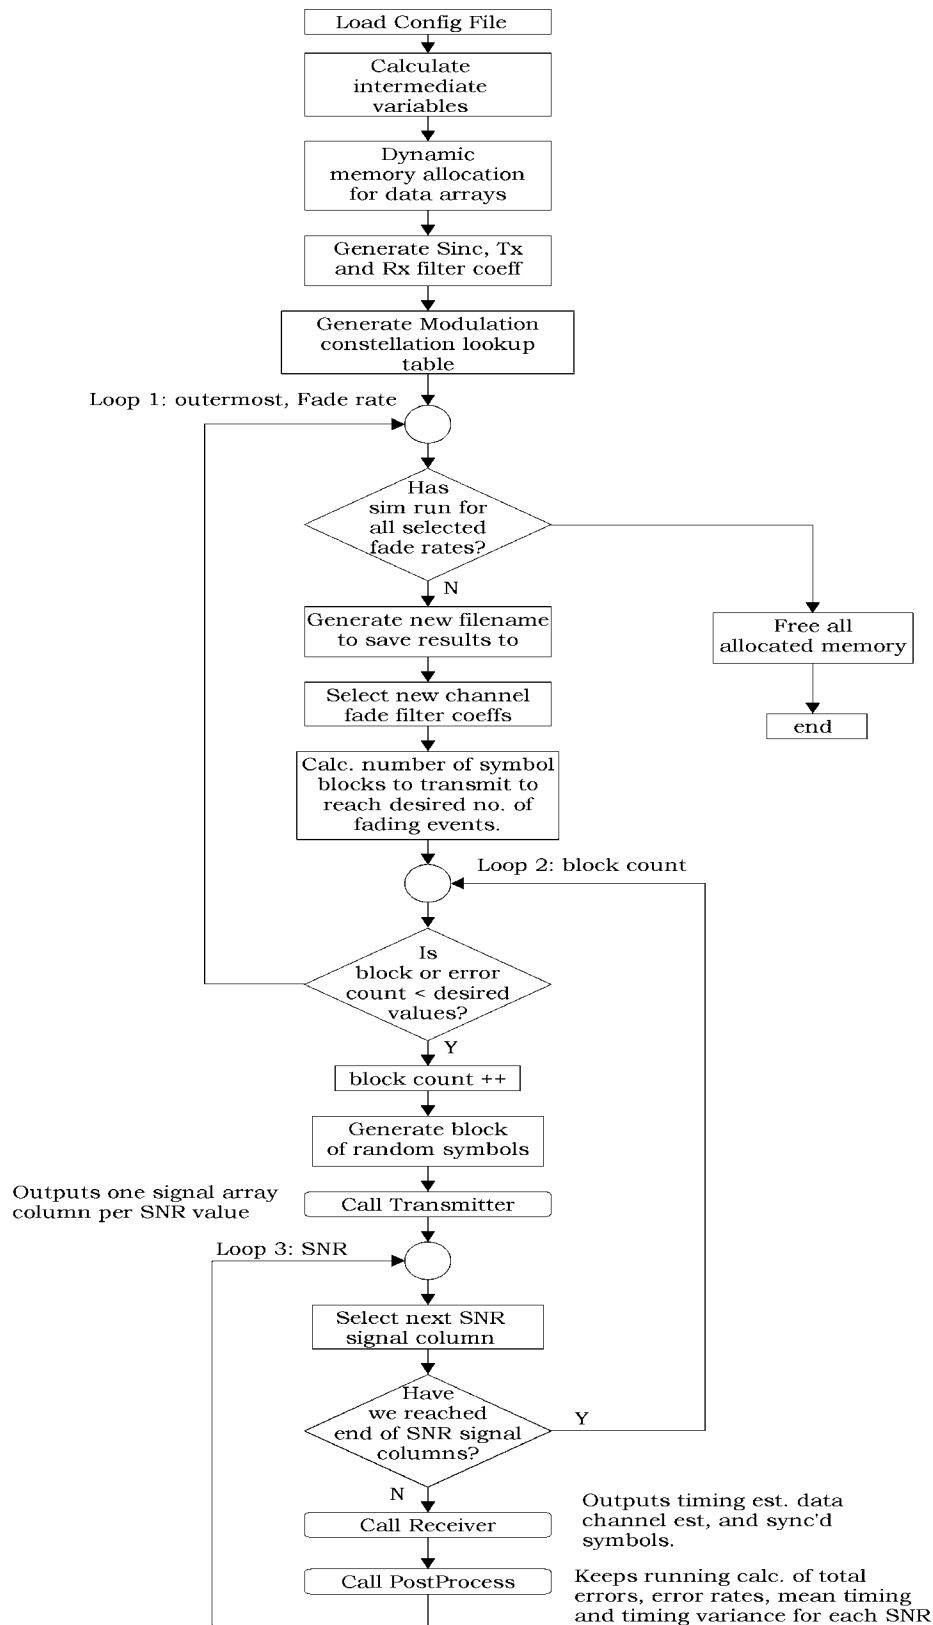 Load Config File
Calculate
intermediate
variables
Dynamic
memory allocation
for data arrays
Generate Sinc, Tx
and Rx filter coeff
Generate Modulation
constellation lookup
table
Loop 1: outermost, Fade rate
Has
sim run for
all selected
fade rates?
N
Generate new filename
to save results to
Free all
allocated memory
Select new channel
fade filter coeffs
end
Calc. number of symbol
blocks to transmit to
reach desired no. of
fading events.
Loop 2: block count
Is
block or error
count < desired
values?
Y
block count ++
Generate block
of random symbols
Outputs one signal array
column per SNR value
Call Transmitter
Loop 3: SNR
Select next SNR
signal column
Have
we reached
end of SNR signal
columns?
Y
N
Call Receiver
Outputs timing est. data
channel est, and sync'd
symbols.
Call PostProcess
Keeps running calc. of total
errors, error rates, mean timing
and timing variance for each SNR